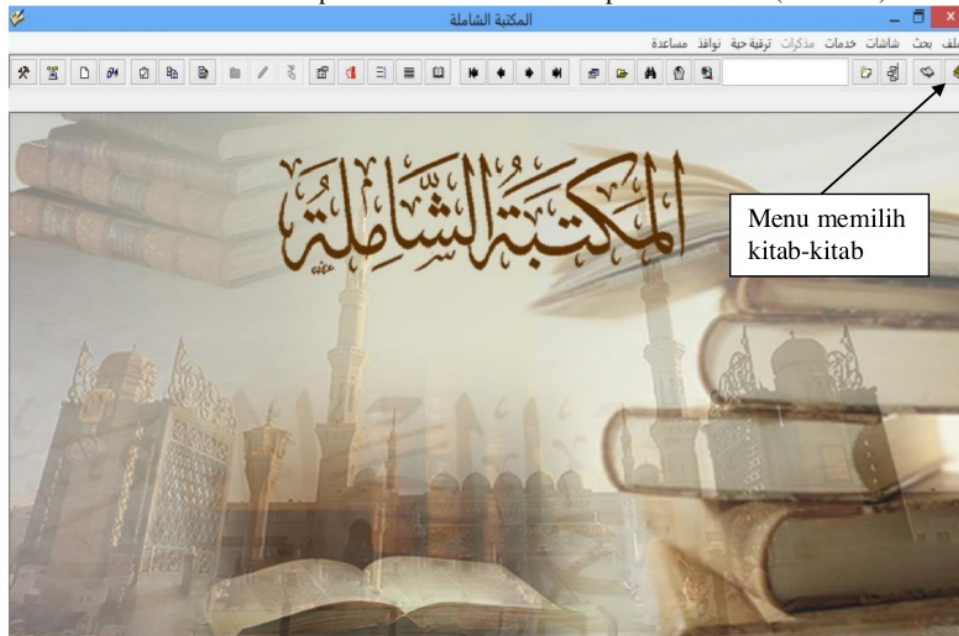 المكتبة الشاملة
ملف بحث شاشات خدمات مذكرات ترقية حية نوافذ مساعدة
المكتبة الشاملة
Menu memilih
kitab-kitab